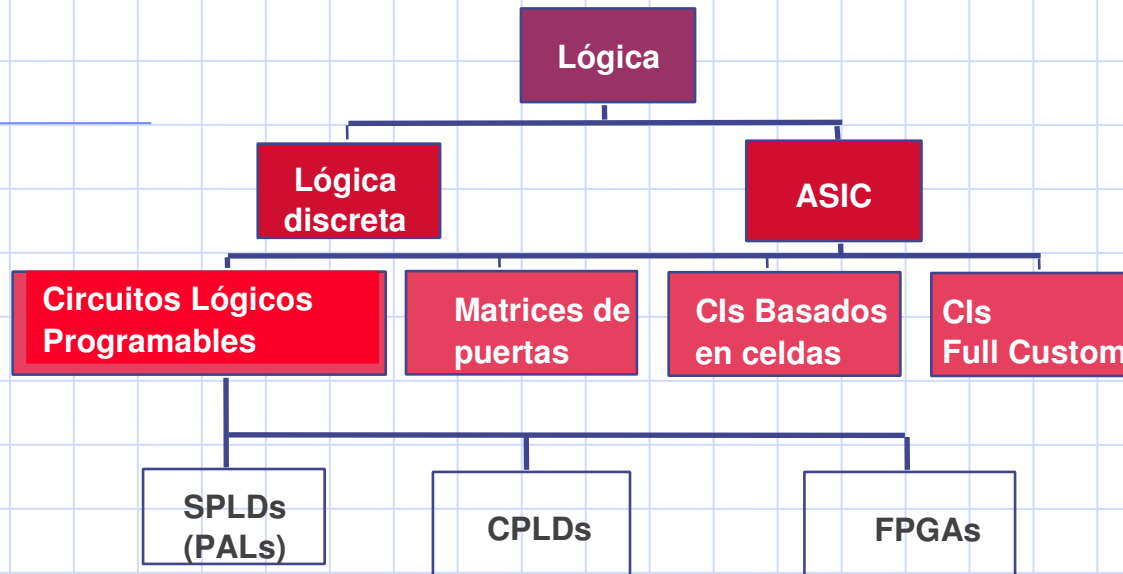 Lógica
Lógica
discreta
ASIC
Circuitos Lógicos
Programables
Matrices de
puertas
CIs Basados
en celdas
CIs
Full Custom
SPLDs
(PALs)
CPLDs
FPGAs